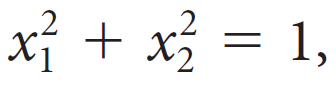 x₁² + x₂² = 1,